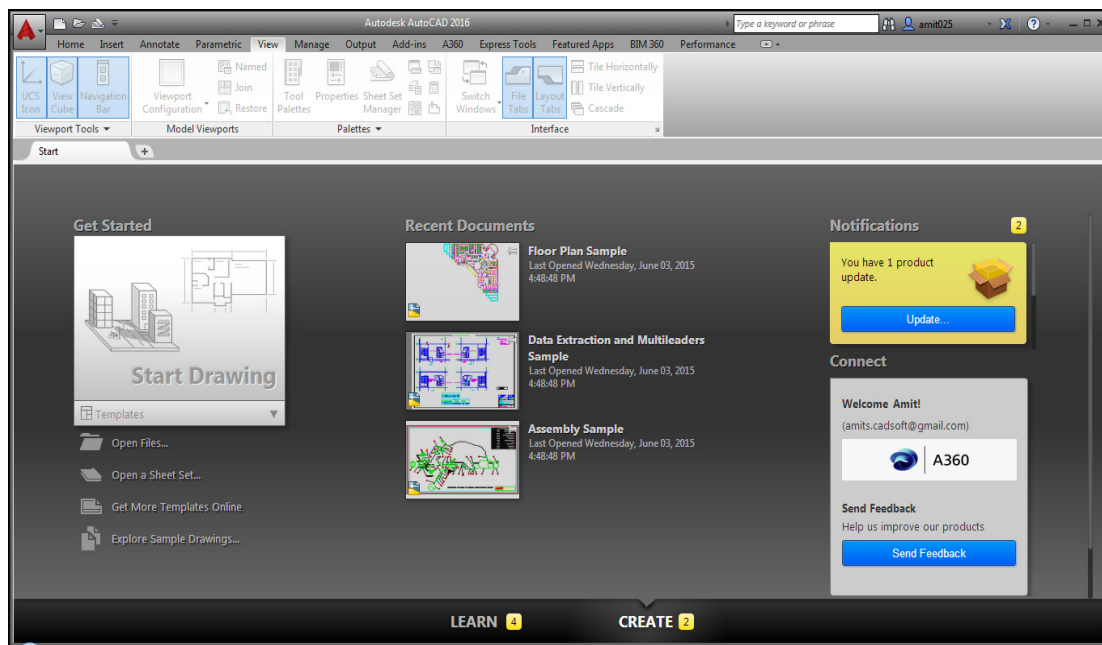 Autodesk AutoCAD 2016
Type a keyword or phrase
amit025
Home Insert Annotate Parametric View Manage Output Add-ins A360 Express Tools Featured Apps BIM 360 Performance
UCS Icon
View Cube
Navigation Bar
Viewport Configuration
Named
Join
Restore
Tool Palettes
Properties
Sheet Set Manager
Switch Windows
File Tabs
Layout Tabs
Tile Horizontally
Tile Vertically
Cascade
Viewport Tools
Model Viewports
Palettes
Interface
Start
Get Started
Start Drawing
Templates
Open Files...
Open a Sheet Set...
Get More Templates Online
Explore Sample Drawings...
Recent Documents
Floor Plan Sample
Last Opened Wednesday, June 03, 2015
4:48:48 PM
Data Extraction and Multileaders
Sample
Last Opened Wednesday, June 03, 2015
4:48:48 PM
Assembly Sample
Last Opened Wednesday, June 03, 2015
4:48:48 PM
Notifications 2
You have 1 product
update.
Update...
Connect
Welcome Amit!
(amits.cadsoft@gmail.com)
A360
Send Feedback
Help us improve our products
Send Feedback
LEARN 4
CREATE 2